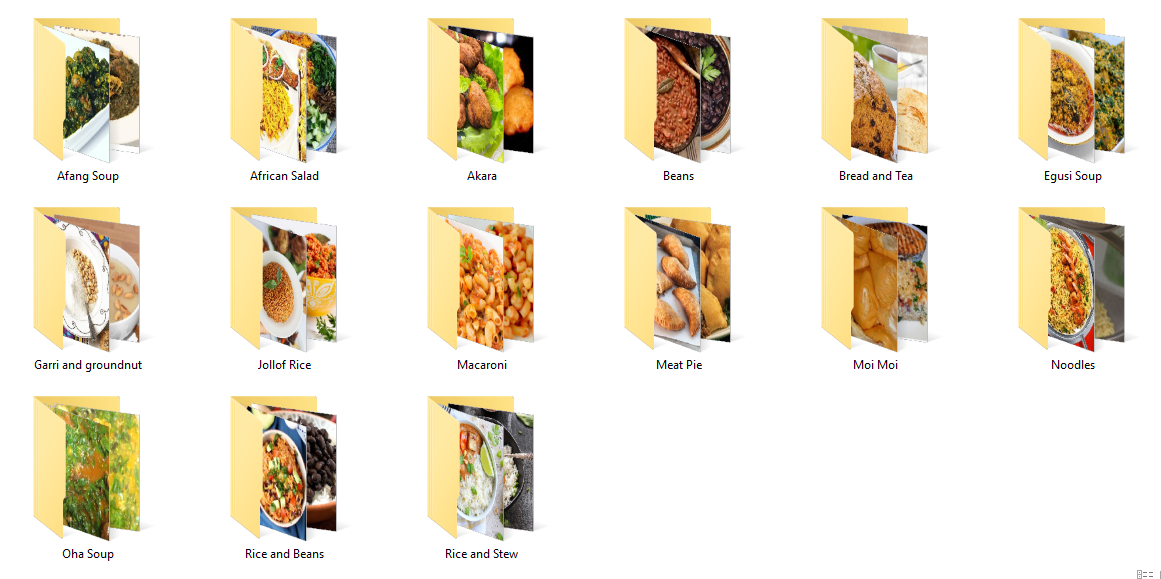 Afang Soup
African Salad
Akara
Beans
Bread and Tea
Egusi Soup
Garri and groundnut
Jollof Rice
Macaroni
Meat Pie
Moi Moi
Noodles
Oha Soup
Rice and Beans
Rice and Stew